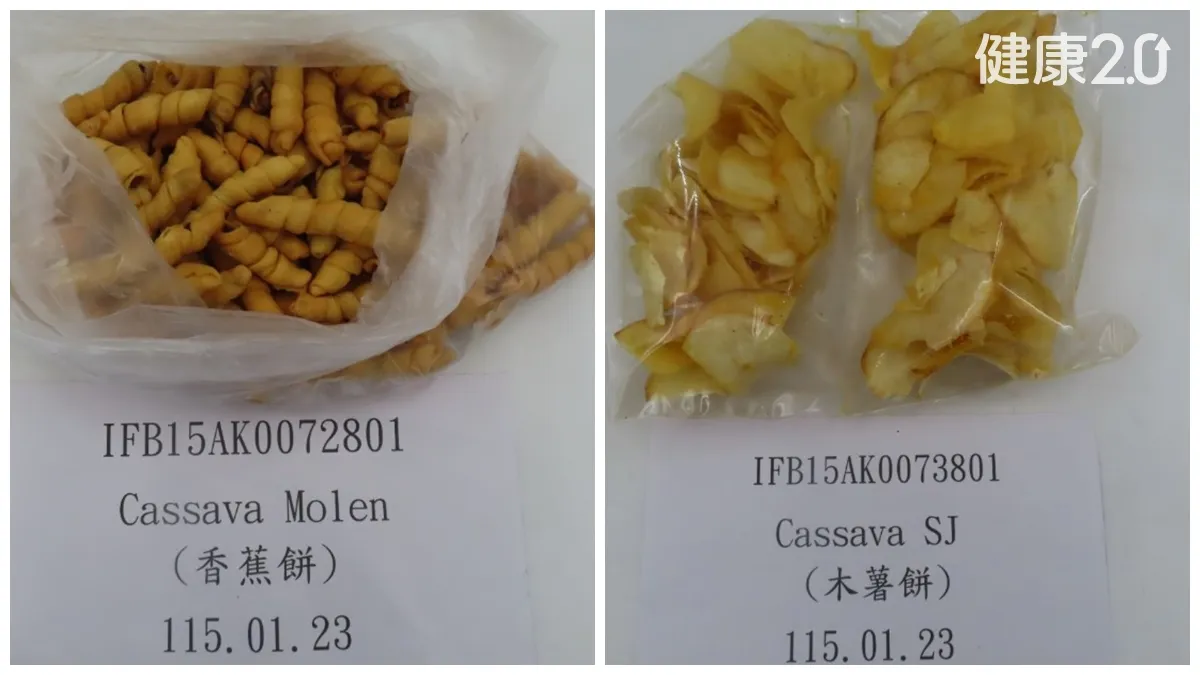 健康2.0
IFB15AK0072801
Cassava Molen
(香蕉餅)
115.01.23
IFB15AK0073801
Cassava SJ
(木薯餅)
115.01.23